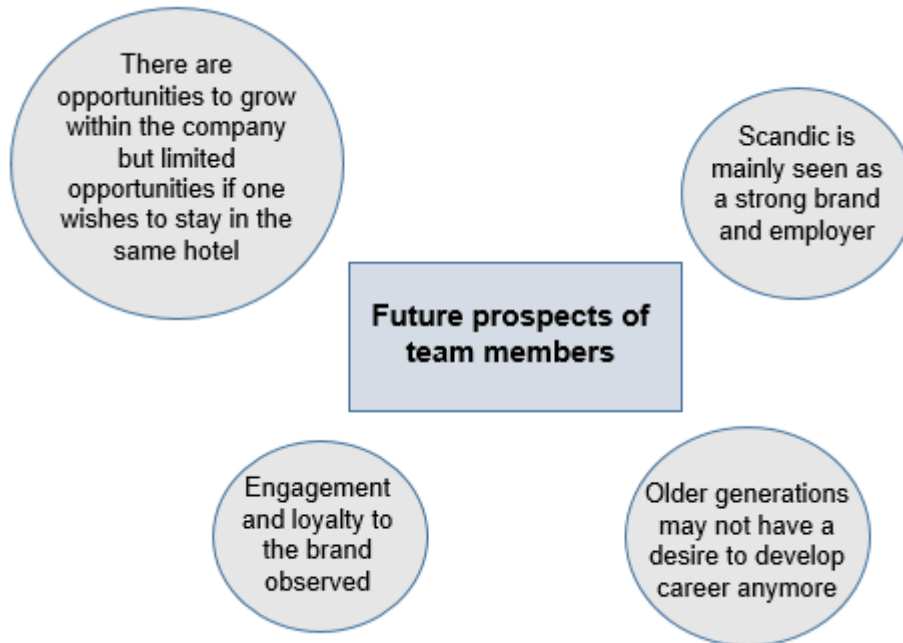 There are
opportunities to grow
within the company
but limited
opportunities if one
wishes to stay in the
same hotel
Scandic is
mainly seen as
a strong brand
and employer
Future prospects of
team members
Engagement
and loyalty to
the brand
observed
Older generations
may not have a
desire to develop
career anymore